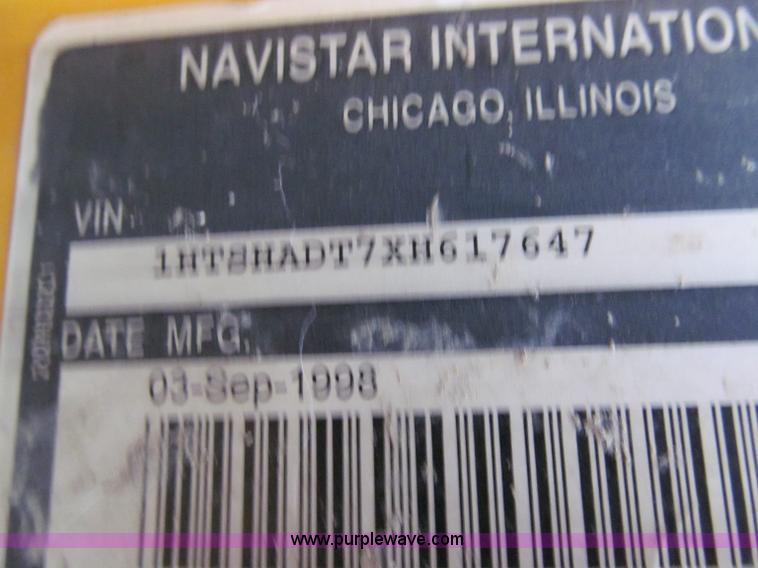 NAVISTAR INTERNATION
CHICAGO, ILLINOIS
VIN
1HTSHADT7XH617647
DATE MFG.
03-Sep-1998
www.purplewave.com